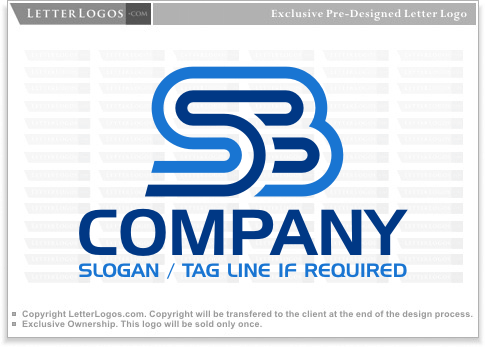 LETTERLOGOS.COM
Exclusive Pre-Designed Letter Logo
SB
COMPANY
SLOGAN / TAG LINE IF REQUIRED
Copyright LetterLogos.com. Copyright will be transfered to the client at the end of the design process.
Exclusive Ownership. This logo will be sold only once.